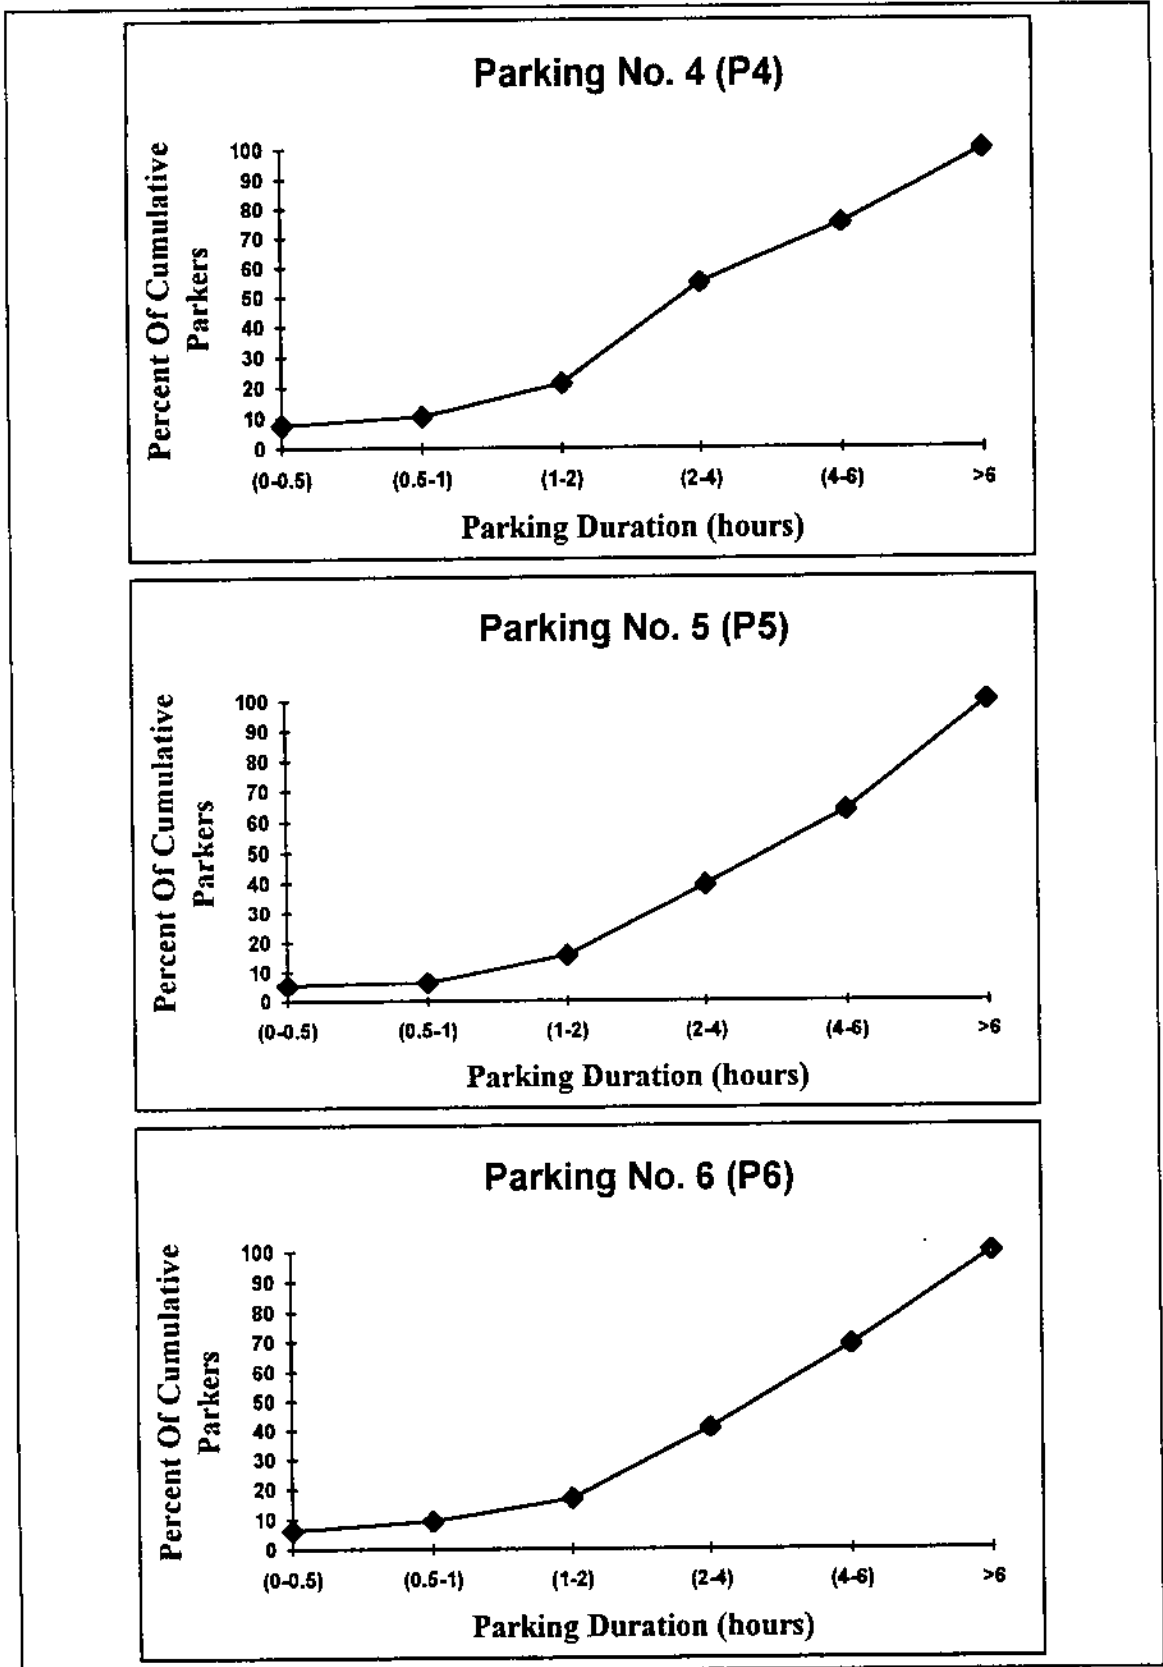 Parking No. 4 (P4)
Percent Of Cumulative
Parkers
100
90
80
70
60
50
40
30
20
10
0
(0-0.5) (0.5-1) (1-2) (2-4) (4-6) >6
Parking Duration (hours)
Parking No. 5 (P5)
Percent Of Cumulative
Parkers
100
90
80
70
60
50
40
30
20
10
0
(0-0.5) (0.5-1) (1-2) (2-4) (4-6) >6
Parking Duration (hours)
Parking No. 6 (P6)
Percent Of Cumulative
Parkers
100
90
80
70
60
50
40
30
20
10
0
(0-0.5) (0.5-1) (1-2) (2-4) (4-6) >6
Parking Duration (hours)